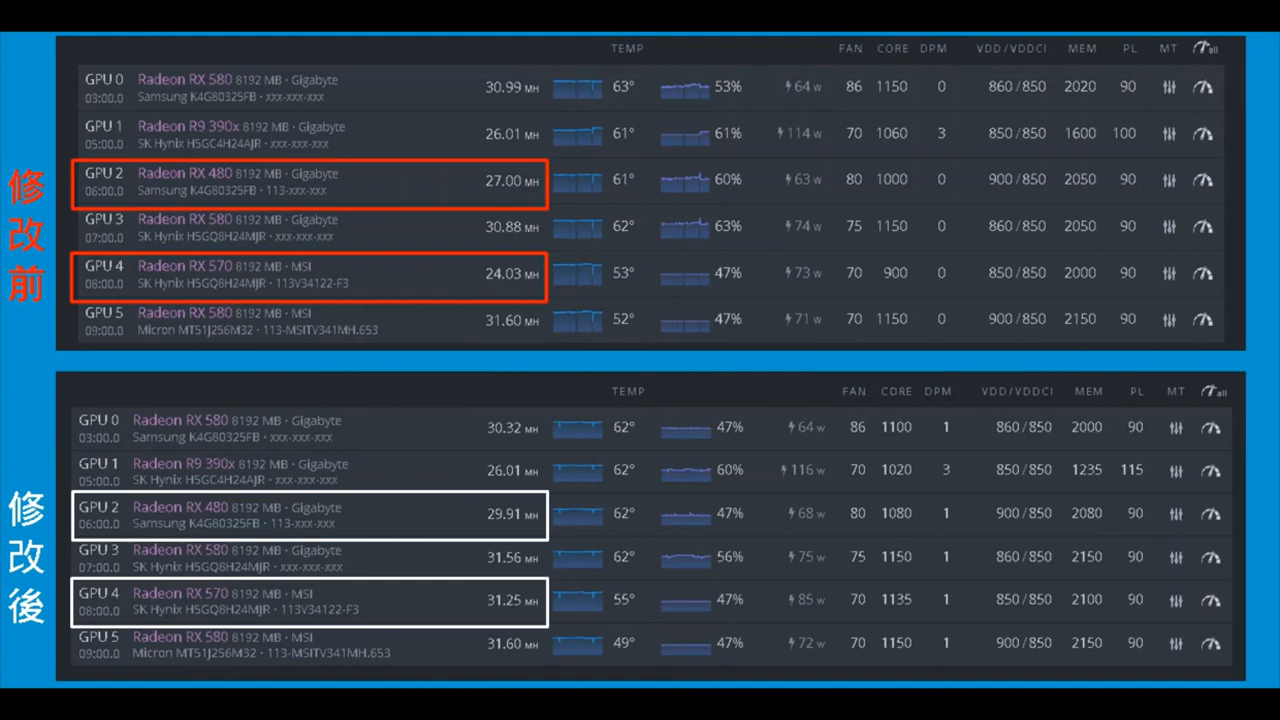 TEMP FAN CORE DPM VDD/VDDCI MEM PL MT all
GPU 0 Radeon RX 580 8192 MB · Gigabyte 30.99 MH 63° 53% 64 w 86 1150 0 860/850 2020 90
03:00.0 Samsung K4G80325FB · xxx-xxx-xxx
GPU 1 Radeon R9 390x 8192 MB · Gigabyte 26.01 MH 61° 61% 114 w 70 1060 3 850/850 1600 100
05:00.0 SK Hynix H5GC4H24AJR · xxx-xxx-xxx
修改前
GPU 2 Radeon RX 480 8192 MB · Gigabyte 27.00 MH 61° 60% 63 w 80 1000 0 900/850 2050 90
06:00.0 Samsung K4G80325FB · 113-xxx-xxx
GPU 3 Radeon RX 580 8192 MB · Gigabyte 30.88 MH 62° 63% 74 w 75 1150 0 860/850 2050 90
07:00.0 SK Hynix H5GQ8H24MJR · xxx-xxx-xxx
GPU 4 Radeon RX 570 8192 MB · MSI 24.03 MH 53° 47% 73 w 70 900 0 850/850 2000 90
08:00.0 SK Hynix H5GQ8H24MJR · 113V34122-F3
GPU 5 Radeon RX 580 8192 MB · MSI 31.60 MH 52° 47% 71 w 70 1150 0 900/850 2150 90
09:00.0 Micron MT51J256M32 · 113-MSITV341MH.653
TEMP FAN CORE DPM VDD/VDDCI MEM PL MT all
GPU 0 Radeon RX 580 8192 MB · Gigabyte 30.32 MH 62° 47% 64 w 86 1100 1 860/850 2000 90
03:00.0 Samsung K4G80325FB · xxx-xxx-xxx
GPU 1 Radeon R9 390x 8192 MB · Gigabyte 26.01 MH 62° 60% 116 w 70 1020 3 850/850 1235 115
05:00.0 SK Hynix H5GC4H24AJR · xxx-xxx-xxx
修改後
GPU 2 Radeon RX 480 8192 MB · Gigabyte 29.91 MH 62° 47% 68 w 80 1080 1 900/850 2080 90
06:00.0 Samsung K4G80325FB · 113-xxx-xxx
GPU 3 Radeon RX 580 8192 MB · Gigabyte 31.56 MH 62° 56% 75 w 75 1150 1 860/850 2150 90
07:00.0 SK Hynix H5GQ8H24MJR · xxx-xxx-xxx
GPU 4 Radeon RX 570 8192 MB · MSI 31.25 MH 55° 47% 85 w 70 1135 1 850/850 2100 90
08:00.0 SK Hynix H5GQ8H24MJR · 113V34122-F3
GPU 5 Radeon RX 580 8192 MB · MSI 31.60 MH 49° 47% 72 w 70 1150 1 900/850 2150 90
09:00.0 Micron MT51J256M32 · 113-MSITV341MH.653